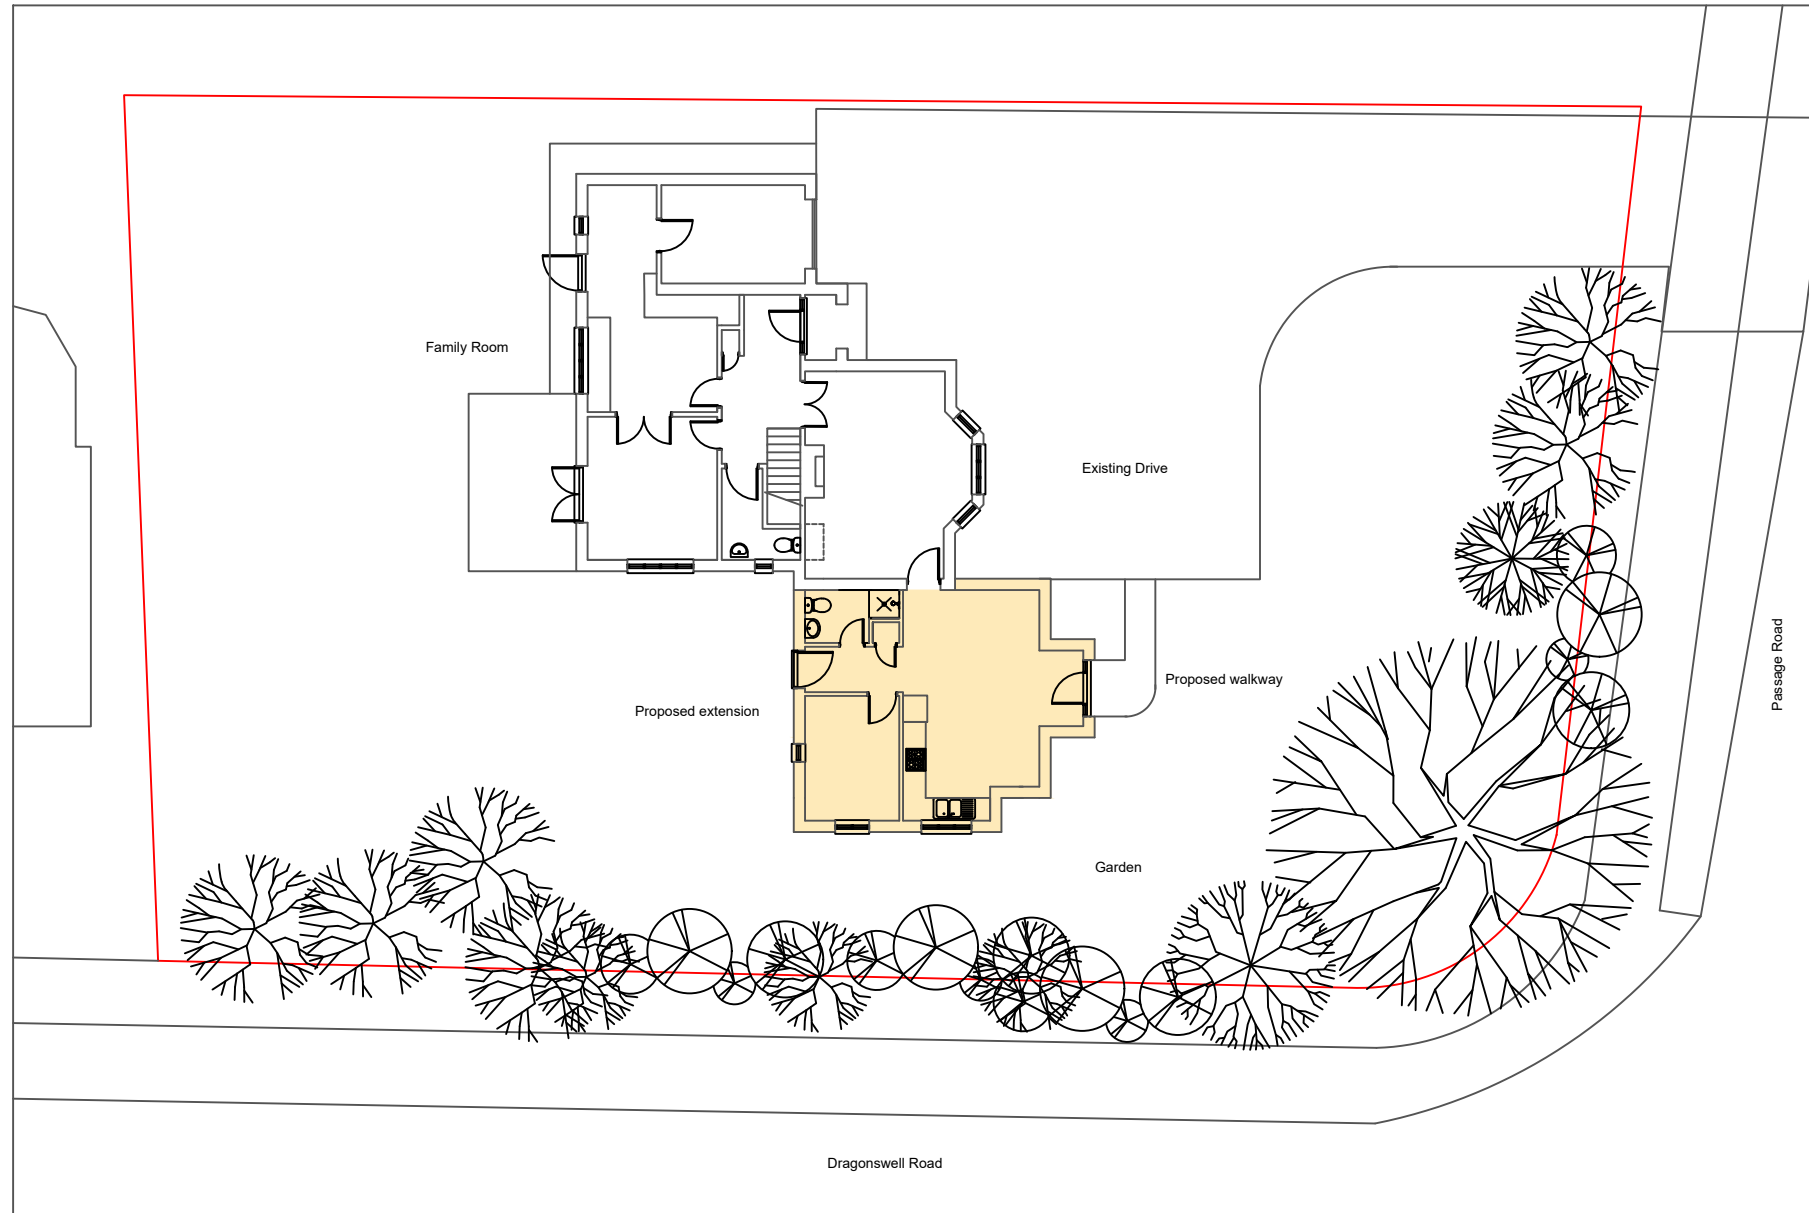 Family Room
Existing Drive
Passage Road
Proposed walkway
Proposed extension
Garden
Dragonswell Road